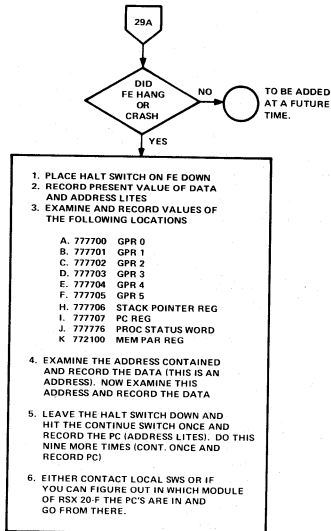 29A
DID
FE HANG
OR
CRASH
NO
TO BE ADDED
AT A FUTURE
TIME.
YES
1. PLACE HALT SWITCH ON FE DOWN
2. RECORD PRESENT VALUE OF DATA
AND ADDRESS LITES
3. EXAMINE AND RECORD VALUES OF
THE FOLLOWING LOCATIONS
A. 777700 GPR 0
B. 777701 GPR 1
C. 777702 GPR 2
D. 777703 GPR 3
E. 777704 GPR 4
F. 777705 GPR 5
H. 777706 STACK POINTER REG
I. 777707 PC REG
J. 777776 PROC STATUS WORD
K 772100 MEM PAR REG
4. EXAMINE THE ADDRESS CONTAINED
AND RECORD THE DATA (THIS IS AN
ADDRESS). NOW EXAMINE THIS
ADDRESS AND RECORD THE DATA
5. LEAVE THE HALT SWITCH DOWN AND
HIT THE CONTINUE SWITCH ONCE AND
RECORD THE PC (ADDRESS LITES). DO THIS
NINE MORE TIMES (CONT. ONCE AND
RECORD PC)
6. EITHER CONTACT LOCAL SWS OR IF
YOU CAN FIGURE OUT IN WHICH MODULE
OF RSX 20-F THE PC'S ARE IN AND
GO FROM THERE.